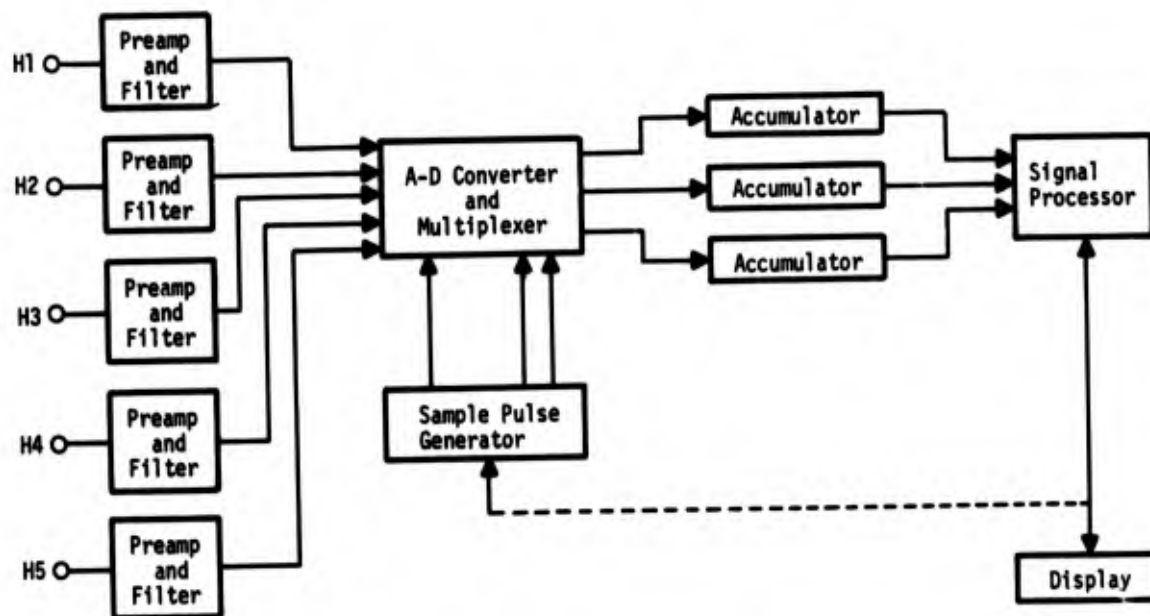 H1
Preamp
and
Filter
H2
Preamp
and
Filter
H3
Preamp
and
Filter
H4
Preamp
and
Filter
H5
Preamp
and
Filter
A-D Converter
and
Multiplexer
Sample Pulse
Generator
Accumulator
Accumulator
Accumulator
Signal
Processor
Display